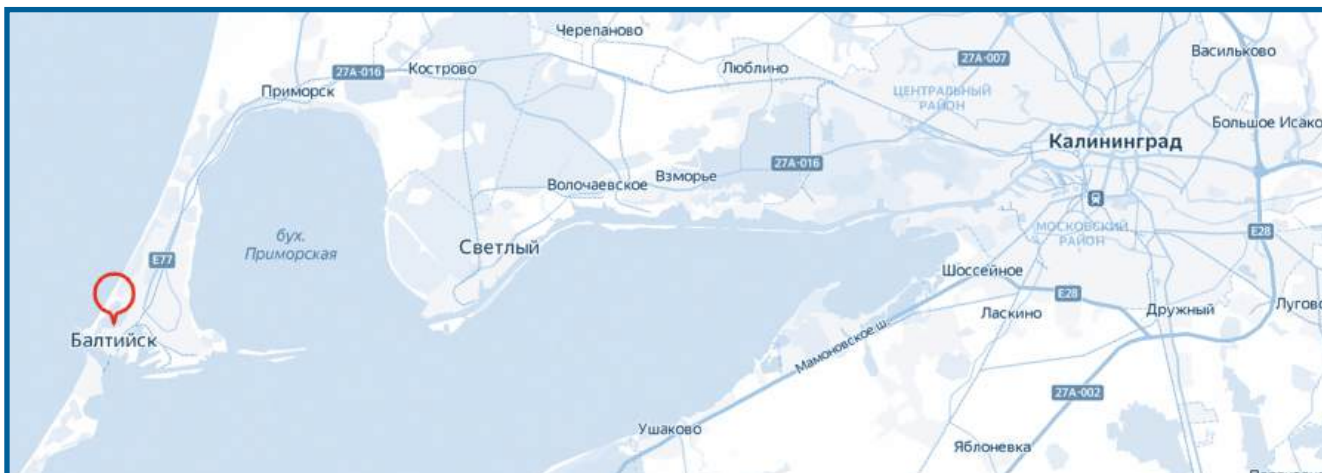 Черепаново
Васильково
27А-016
Кострово
Люблино
27А-007
Приморск
ЦЕНТРАЛЬНЫЙ
РАЙОН
Большое Исако
Калининград
27А-016
Волочаевское
Взморье
бух.
Приморская
Светлый
МОСКОВСКИЙ
РАЙОН
E28
E77
Шоссейное
E28
Ласкино
Дружный
Лугово
Балтийск
Мамоновское ш.
27А-002
Ушаково
Яблоневка